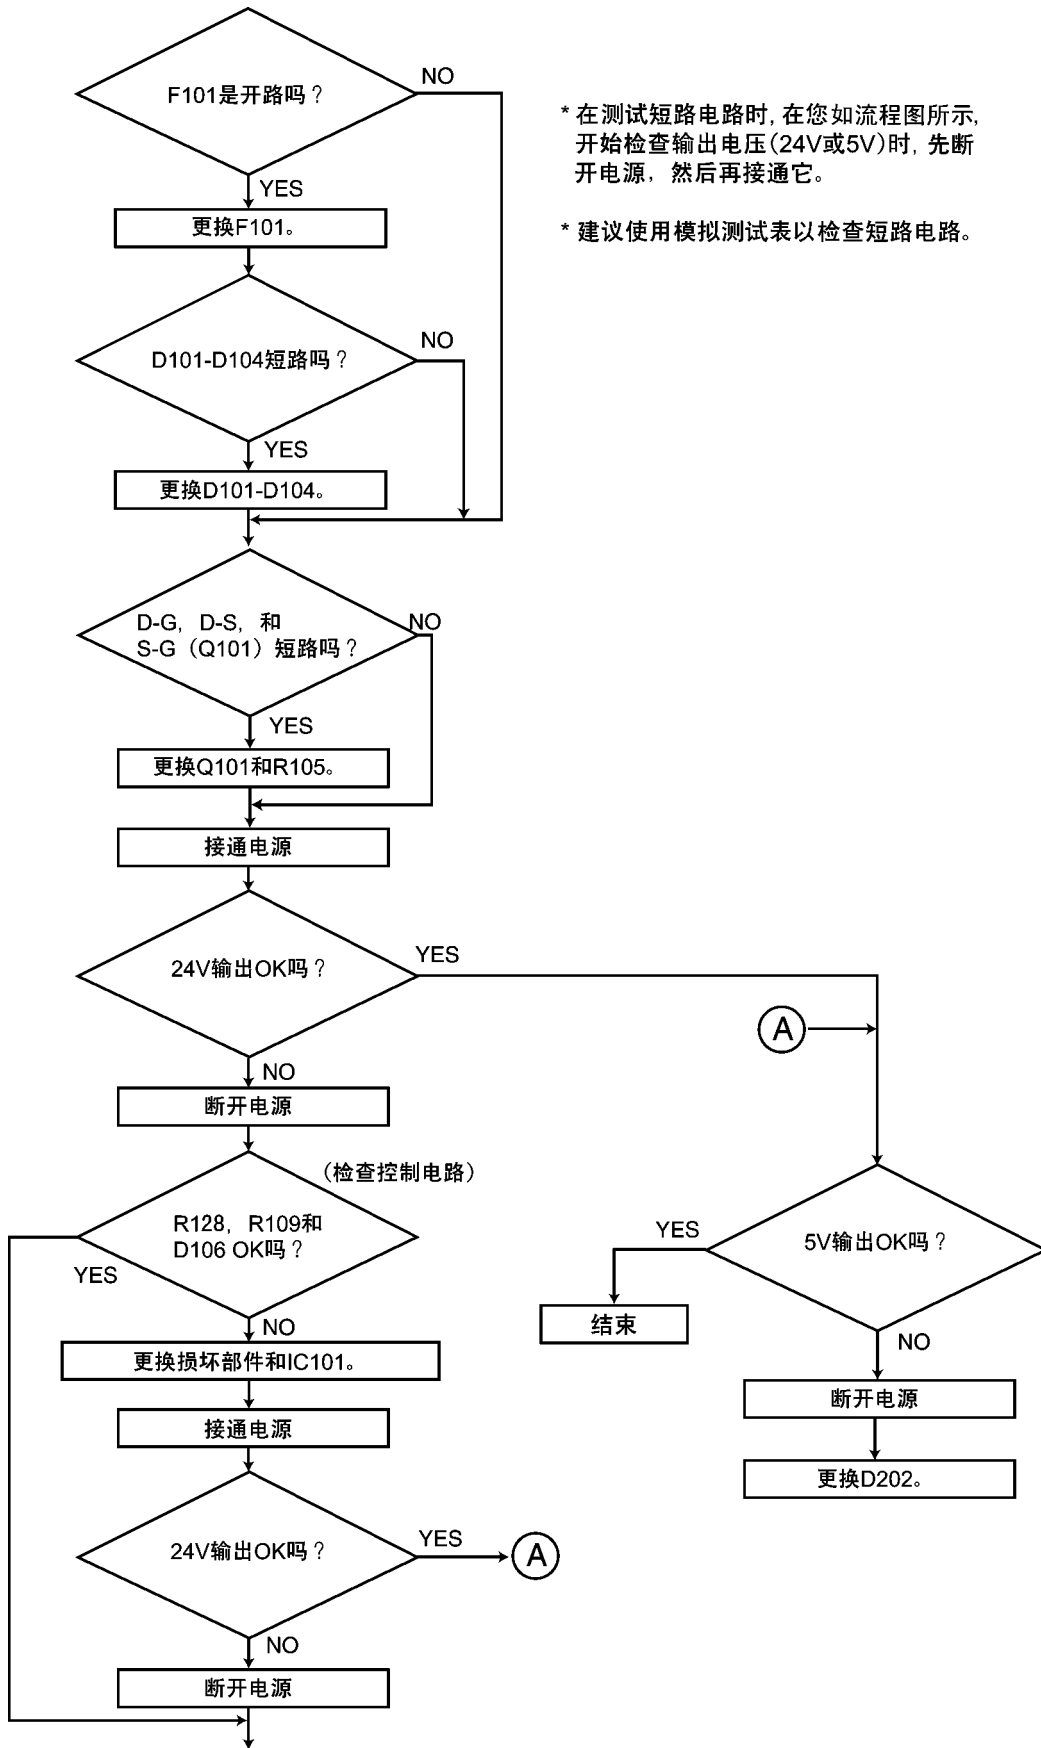 F101是开路吗？
NO
* 在测试短路电路时, 在您如流程图所示,
开始检查输出电压(24V或5V)时, 先断
开电源, 然后再接通它。
YES
更换F101。
* 建议使用模拟测试表以检查短路电路。
D101-D104短路吗？
NO
YES
更换D101-D104。
D-G, D-S, 和
S-G（Q101）短路吗？
NO
YES
更换Q101和R105。
接通电源
24V输出OK吗？
YES
A
NO
断开电源
(检查控制电路)
R128, R109和
D106 OK吗？
YES
NO
更换损坏部件和IC101。
5V输出OK吗？
YES
结束
NO
断开电源
更换D202。
接通电源
24V输出OK吗？
YES
A
NO
断开电源